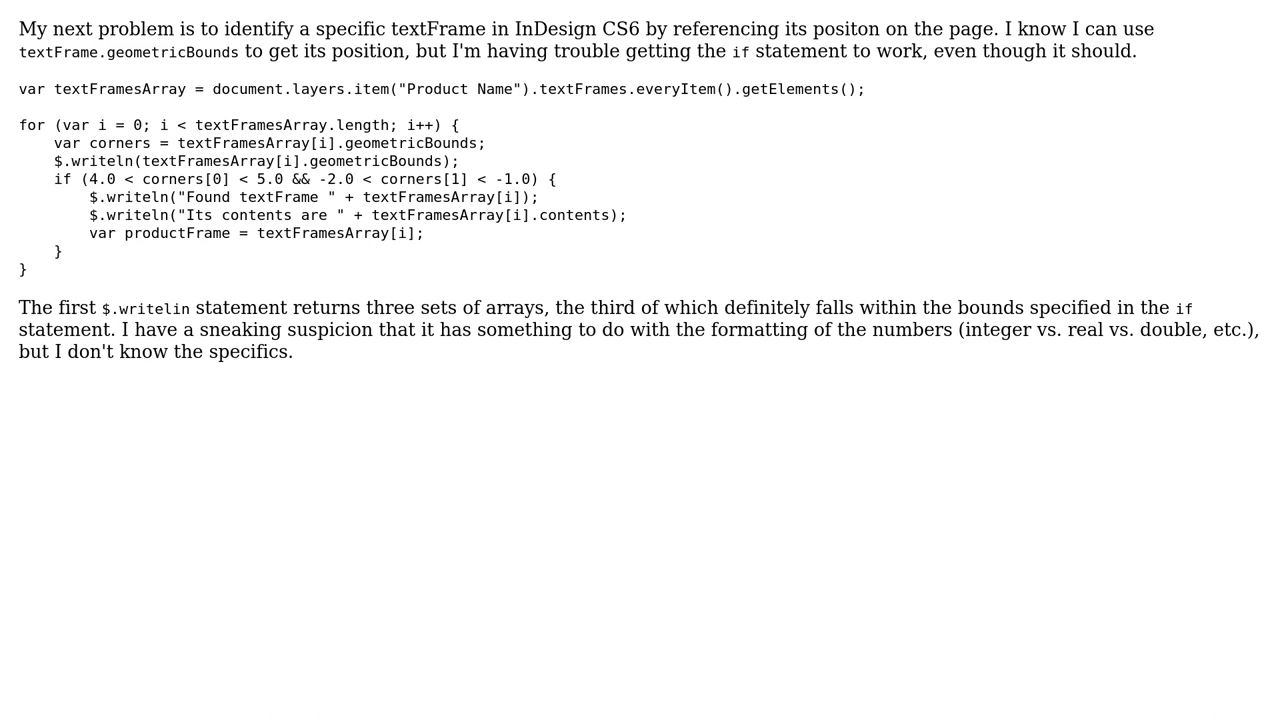 My next problem is to identify a specific textFrame in InDesign CS6 by referencing its positon on the page. I know I can use
textFrame.geometricBounds to get its position, but I'm having trouble getting the if statement to work, even though it should.
var textFramesArray = document.layers.item("Product Name").textFrames.everyItem().getElements();
for (var i = 0; i < textFramesArray.length; i++) {
    var corners = textFramesArray[i].geometricBounds;
    $.writeln(textFramesArray[i].geometricBounds);
    if (4.0 < corners[0] < 5.0 && -2.0 < corners[1] < -1.0) {
        $.writeln("Found textFrame " + textFramesArray[i]);
        $.writeln("Its contents are " + textFramesArray[i].contents);
        var productFrame = textFramesArray[i];
    }
}
The first $.writelin statement returns three sets of arrays, the third of which definitely falls within the bounds specified in the if
statement. I have a sneaking suspicion that it has something to do with the formatting of the numbers (integer vs. real vs. double, etc.),
but I don't know the specifics.